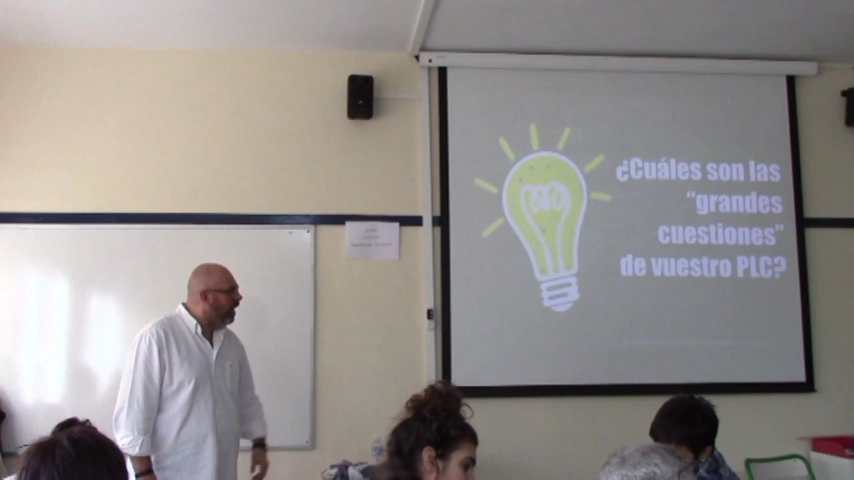 ¿Cuáles son las
“grandes
cuestiones”
de vuestro PLC?